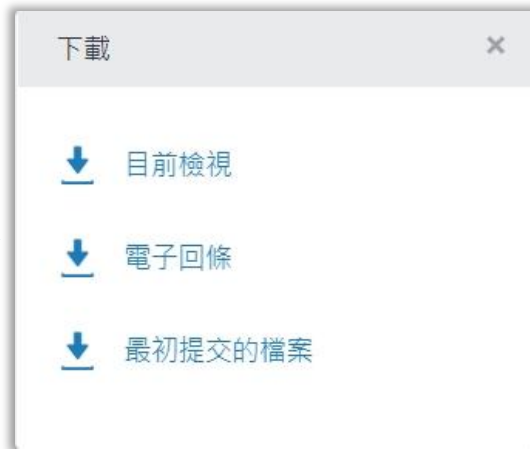 下載
目前檢視
電子回條
最初提交的檔案